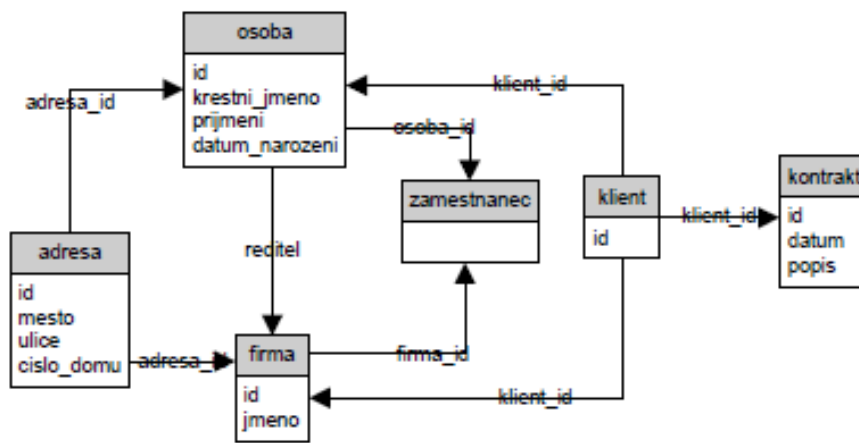 osoba
id
krestni_jmeno
prijmeni
datum_narozeni
adresa_id
klient_id
osoba_id
zamestnanec
klient
id
klient_id
kontrakt
id
datum
popis
reditel
adresa
id
mesto
ulice
cislo_domu
adresa_id
firma
id
jmeno
firma_id
klient_id